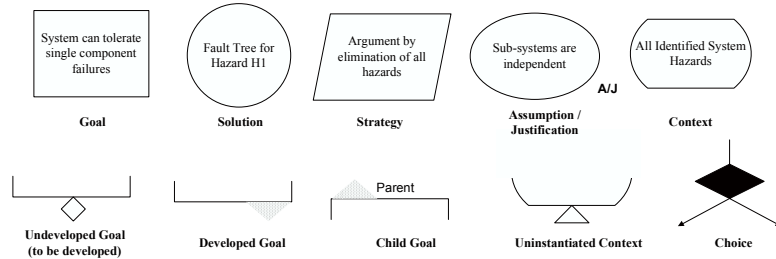 System can tolerate
single component
failures
Fault Tree for
Hazard H1
Argument by
elimination of all
hazards
Sub-systems are
independent
A/J
All Identified System
Hazards
Goal
Solution
Strategy
Assumption /
Justification
Context
Parent
Undeveloped Goal
(to be developed)
Developed Goal
Child Goal
Uninstantiated Context
Choice